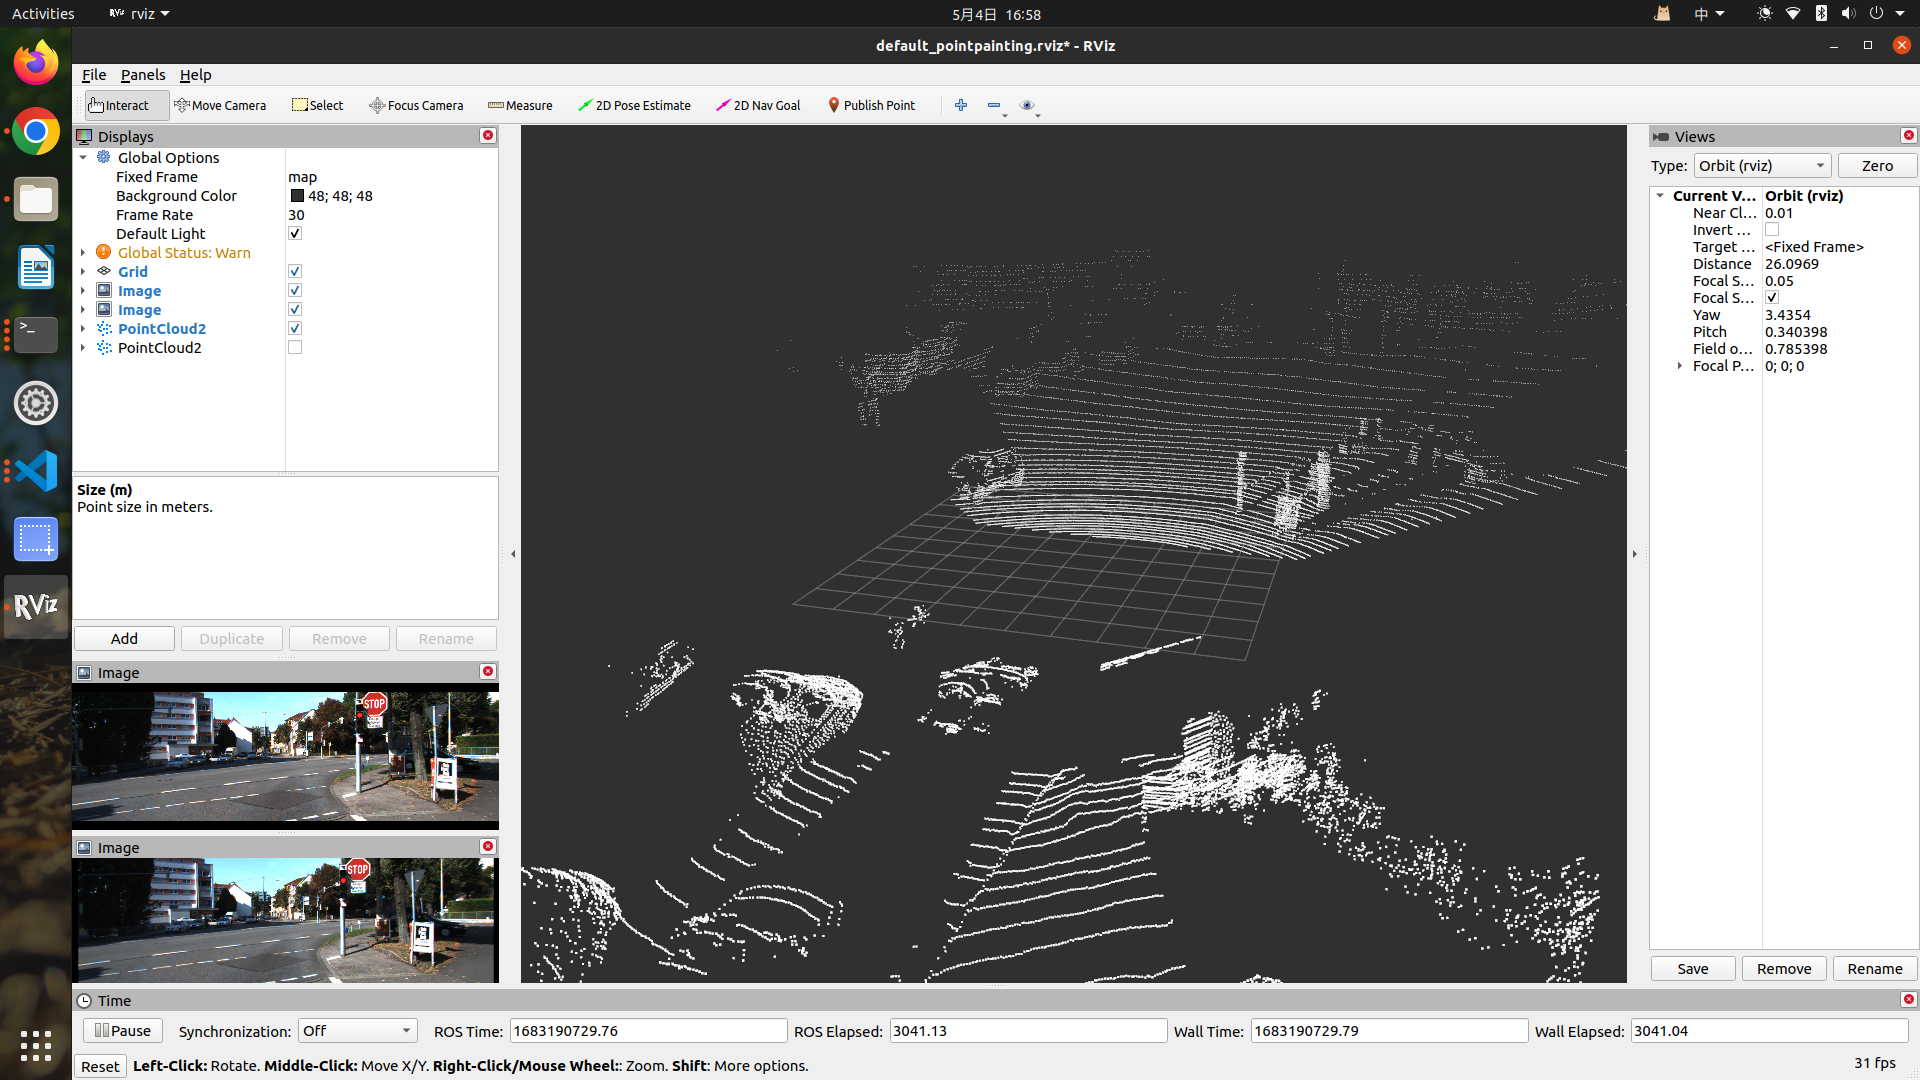 Activities RViz rviz 5月4日 16:58 中
default_pointpainting.rviz* - RViz
File Panels Help
Interact Move Camera Select Focus Camera Measure 2D Pose Estimate 2D Nav Goal Publish Point
Displays
Global Options
Fixed Frame map
Background Color 48; 48; 48
Frame Rate 30
Default Light
Global Status: Warn
Grid
Image
Image
PointCloud2
PointCloud2
Size (m)
Point size in meters.
Add Duplicate Remove Rename
Image
STOP
Image
STOP
RViz
Views
Type: Orbit (rviz) Zero
Current V... Orbit (rviz)
Near Cl... 0.01
Invert ...
Target ... <Fixed Frame>
Distance 26.0969
Focal S... 0.05
Focal S...
Yaw 3.4354
Pitch 0.340398
Field o... 0.785398
Focal P... 0; 0; 0
Save Remove Rename
Time
Pause Synchronization: Off ROS Time: 1683190729.76 ROS Elapsed: 3041.13 Wall Time: 1683190729.79 Wall Elapsed: 3041.04
Reset Left-Click: Rotate. Middle-Click: Move X/Y. Right-Click/Mouse Wheel:: Zoom. Shift: More options. 31 fps